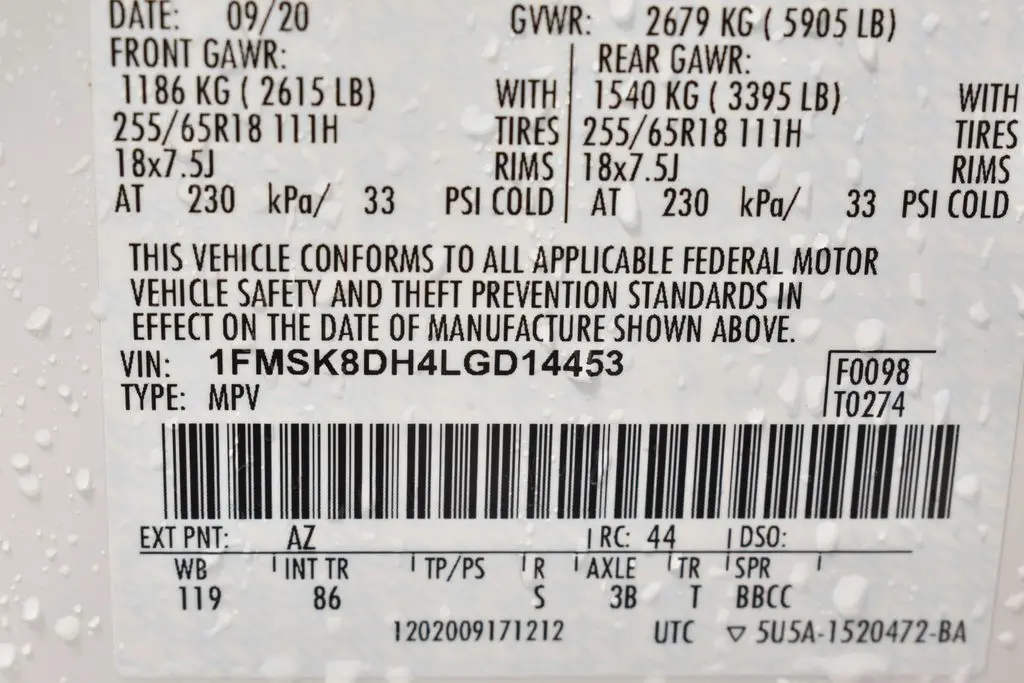 DATE: 09/20 GVWR: 2679 KG ( 5905 LB)
FRONT GAWR: REAR GAWR:
1186 KG ( 2615 LB) WITH 1540 KG ( 3395 LB) WITH
255/65R18 111H TIRES 255/65R18 111H TIRES
18x7.5J RIMS 18x7.5J RIMS
AT 230 kPa/ 33 PSI COLD AT 230 kPa/ 33 PSI COLD
THIS VEHICLE CONFORMS TO ALL APPLICABLE FEDERAL MOTOR
VEHICLE SAFETY AND THEFT PREVENTION STANDARDS IN
EFFECT ON THE DATE OF MANUFACTURE SHOWN ABOVE.
VIN: 1FMSK8DH4LGD14453
F0098
TYPE: MPV T0274
EXT PNT: AZ RC: 44 DSO:
WB INT TR TP/PS R AXLE TR SPR
119 86 S 3B T BBCC
1202009171212 UTC ▽ 5U5A-1520472-BA